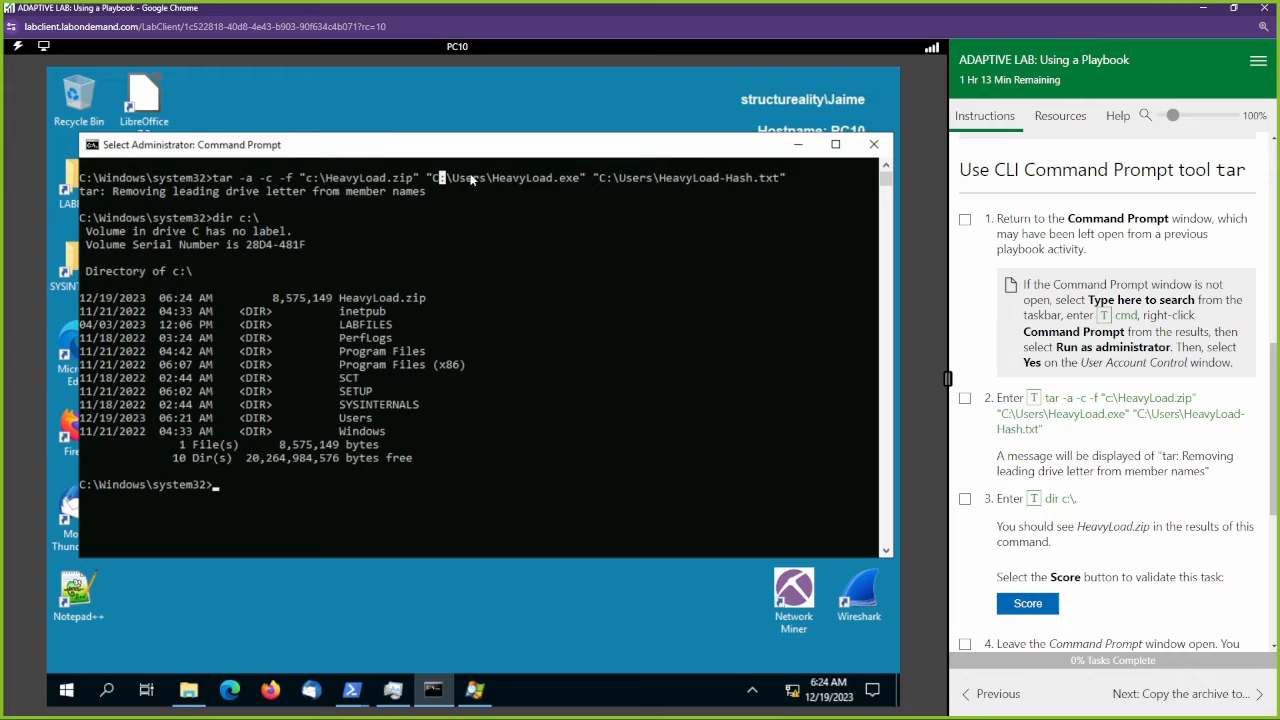 ADAPTIVE LAB: Using a Playbook - Google Chrome
labclient.labondemand.com/LabClient/1c522818-40d8-4e43-b903-90f634c4b071?rc=10
PC10
Recycle Bin
LibreOffice
structureality\Jaime
Hostname: PC10
Select Administrator: Command Prompt
C:\Windows\system32>tar -a -c -f "c:\HeavyLoad.zip" "C:\Users\HeavyLoad.exe" "C:\Users\HeavyLoad-Hash.txt"
tar: Removing leading drive letter from member names
C:\Windows\system32>dir c:\
Volume in drive C has no label.
Volume Serial Number is 28D4-481F
Directory of c:\
12/19/2023 06:24 AM 8,575,149 HeavyLoad.zip
11/21/2022 04:33 AM <DIR> inetpub
04/03/2023 12:06 PM <DIR> LABFILES
11/18/2022 03:24 AM <DIR> PerfLogs
11/21/2022 04:42 AM <DIR> Program Files
11/21/2022 06:07 AM <DIR> Program Files (x86)
11/18/2022 02:44 AM <DIR> SCT
11/21/2022 06:02 AM <DIR> SETUP
11/18/2022 02:44 AM <DIR> SYSINTERNALS
12/19/2023 06:21 AM <DIR> Users
11/21/2022 04:33 AM <DIR> Windows
1 File(s) 8,575,149 bytes
10 Dir(s) 20,264,984,576 bytes free
C:\Windows\system32>
LABI
SYSIN
Micr
Ed
Fire
Mo
Thund
Notepad++
Network
Miner
Wireshark
6:24 AM
12/19/2023
ADAPTIVE LAB: Using a Playbook
1 Hr 13 Min Remaining
Instructions Resources Help 100%
Use CLI Command Prompt tool tar
1. Return to the Command Prompt window, which
may have been left open from a previous
playbook activity.
If the Command Prompt window is not
open, select Type here to search from the
taskbar, enter T cmd, right-click
Command Prompt from the results, then
select Run as administrator. Then, select
Yes on the User Account Control window.
2. Enter T tar -a -c -f "c:\HeavyLoad.zip"
"C:\Users\HeavyLoad.exe" "C:\Users\HeavyLoad-
Hash.txt"
A message will be displayed of "tar: Removing
leading drive letter from member names"
3. Enter T dir c:\.
You should see HeavyLoad.zip in the results of this
command.
Select the Score button to validate this task:
Score
4. Leave the Command Prompt window open. You
0% Tasks Complete
Previous
Next: Copy the archive to...